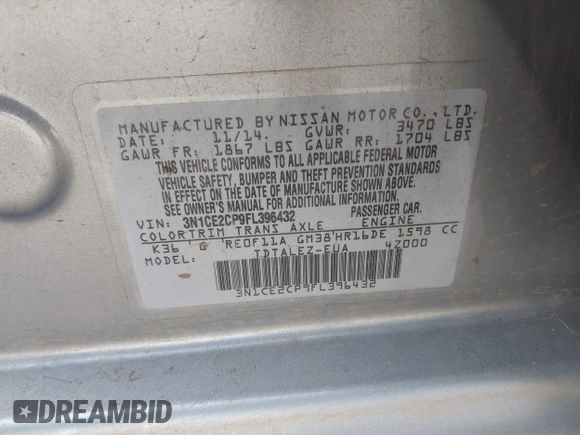 MANUFACTURED BY NISSAN MOTOR CO., LTD.
DATE: 11/14. GVWR: 3470 LBS
GAWR FR: 1867 LBS GAWR RR: 1704 LBS
THIS VEHICLE CONFORMS TO ALL APPLICABLE FEDERAL MOTOR
VEHICLE SAFETY, BUMPER AND THEFT PREVENTION STANDARDS
IN EFFECT ON THE DATE OF MANUFACTURE SHOWN ABOVE.
SEE OWNER'S MANUAL FOR ADDITIONAL INFORMATION.
VIN: 3N1CE2CP9FL396432 PASSENGER CAR.
COLOR TRIM TRANS AXLE ENGINE
K36 G RE0F11A GM38 HR16DE 1598 CC
MODEL: TDTALEZ-EUA 42000
3N1CE2CP9FL396432
DREAMBID